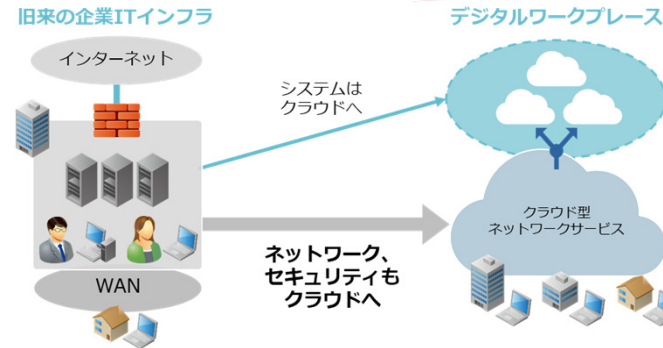 旧来の企業ITインフラ
インターネット
WAN
システムは
クラウドへ
ネットワーク、
セキュリティも
クラウドへ
デジタルワークプレース
クラウド型
ネットワークサービス